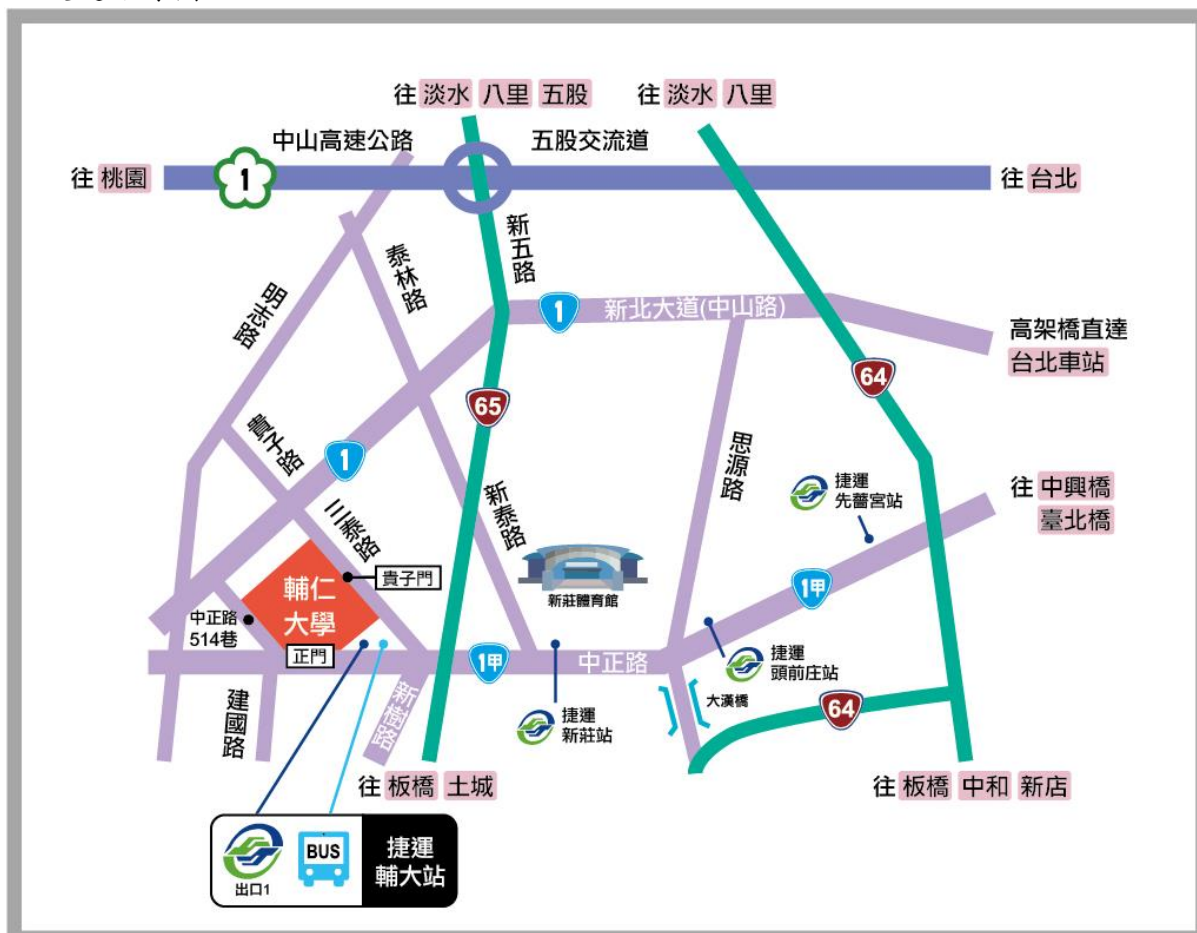 往 淡水 八里 五股
往 淡水 八里
中山高速公路
五股交流道
往 桃園
1
往 台北
新五路
泰林路
明志路
1
新北大道(中山路)
高架橋直達
台北車站
64
65
貴子路
1
思源路
新泰路
捷運
先嗇宮站
往 中興橋
臺北橋
三泰路
貴子門
輔仁
大學
新莊體育館
1甲
中正路
514巷
正門
1甲
中正路
捷運
頭前庄站
建國路
新樹路
捷運
新莊站
大漢橋
64
往 板橋 土城
往 板橋 中和 新店
BUS
出口1
捷運
輔大站